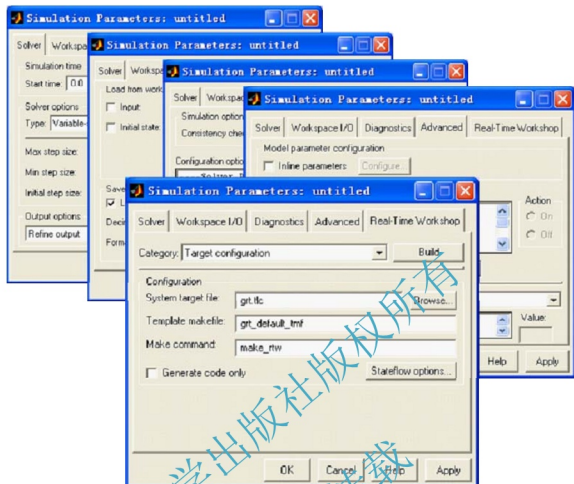 Simulation Parameters: untitled
Solver Workspa
Simulation time
Start time: 0.0
Solver options
Type: Variable-
Max step size:
Min step size:
Initial step size:
Output options
Refine output
Simulation Parameters: untitled
Solver Workspa
Load from work
Input:
Initial state:
Save
Deci
Form
Simulation Parameters: untitled
Solver Workspac
Simulation option
Consistency chec
Configuration optio
Simulation Parameters: untitled
Solver Workspace I/O Diagnostics Advanced Real-Time Workshop
Model parameter configuration
Inline parameters Configure...
Action
On
Off
Value:
Help Apply
Simulation Parameters: untitled
Solver Workspace I/O Diagnostics Advanced Real-Time Workshop
Category: Target configuration Build
Configuration
System target file: grt.tlc Browse...
Template makefile: grt_default_tmf
Make command: make_rtw
Generate code only Stateflow options...
OK Cancel Help Apply
学出版社版权所有
载